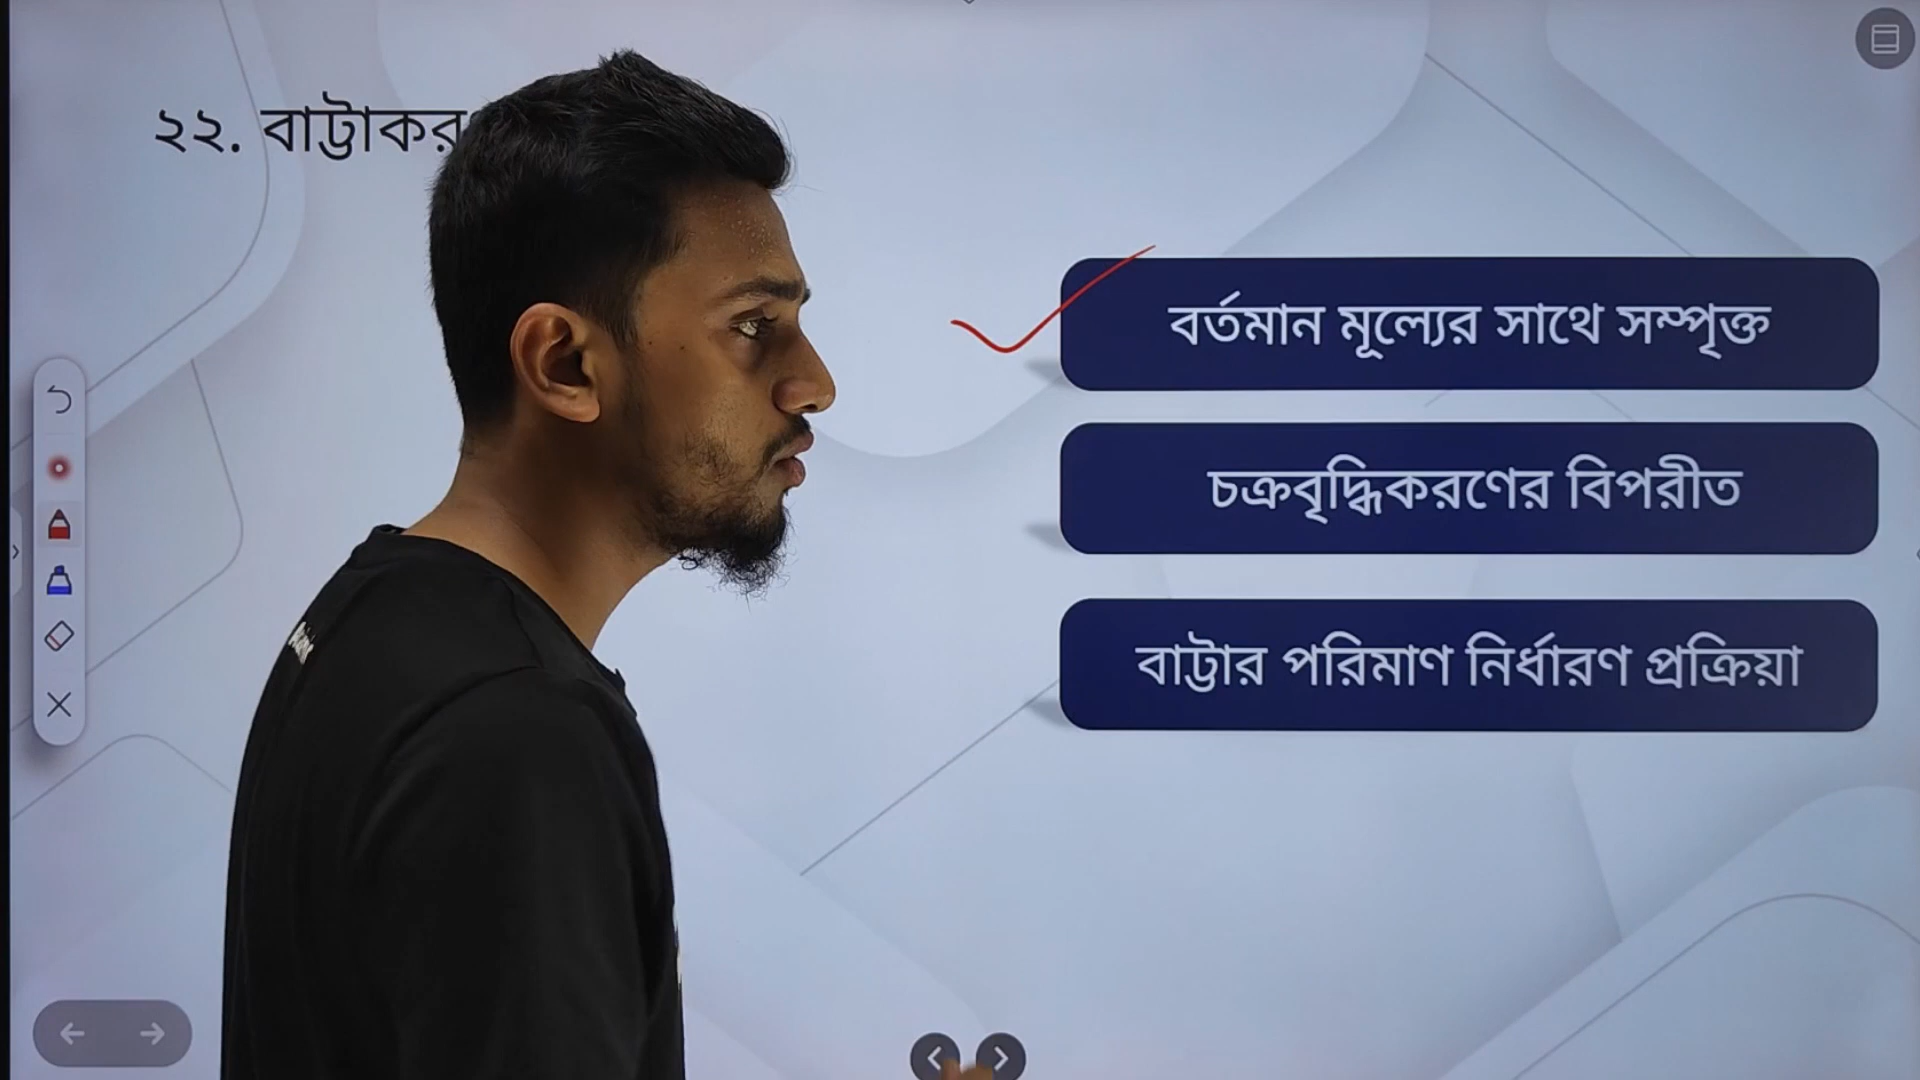 ২২. বাট্টাকর
বর্তমান মূল্যের সাথে সম্পৃক্ত
চক্রবৃদ্ধিকরণের বিপরীত
বাট্টার পরিমাণ নির্ধারণ প্রক্রিয়া